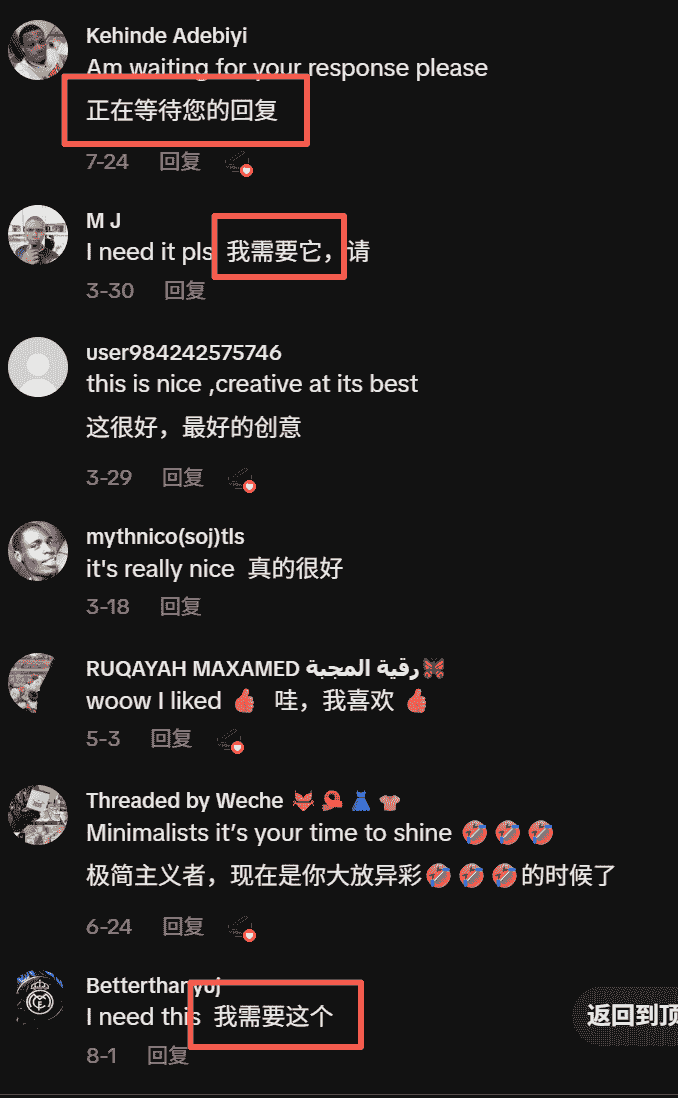 Kehinde Adebiyi
Am waiting for your response please
正在等待您的回复
7-24 回复
M J
I need it pls 我需要它，请
3-30 回复
user984242575746
this is nice ,creative at its best
这很好，最好的创意
3-29 回复
mythnico(soj)tls
it's really nice 真的很好
3-18 回复
RUQAYAH MAXAMED رقية المجبة
woow I liked 👍 哇，我喜欢 👍
5-3 回复
Threaded by Weche
Minimalists it's your time to shine 🤣 🤣 🤣
极简主义者，现在是你大放异彩🤣 🤣 🤣的时候了
6-24 回复
I need this 我需要这个
返回到顶
8-1 回复